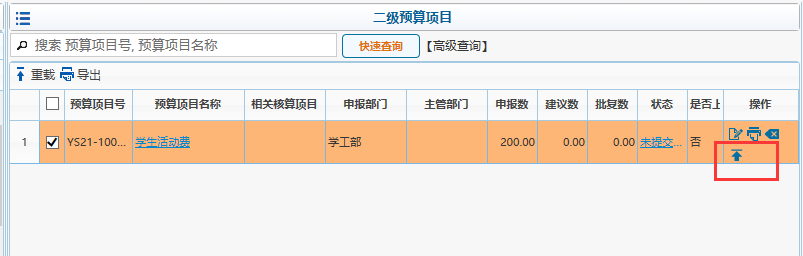 二级预算项目
搜索 预算项目号, 预算项目名称 快速查询 【高级查询】
重载 导出
预算项目号 预算项目名称 相关核算项目 申报部门 主管部门 申报数 建议数 批复数 状态 是否上 操作
1 YS21-100... 学生活动费 学工部 200.00 0.00 0.00 未提交... 否